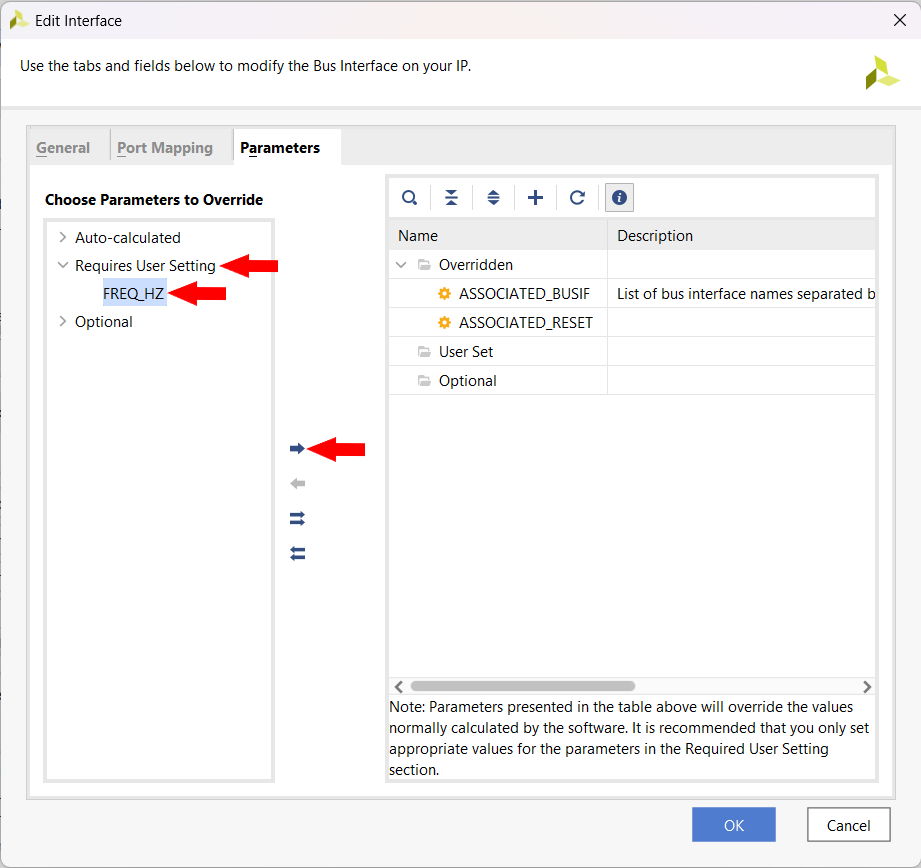 Edit Interface
Use the tabs and fields below to modify the Bus Interface on your IP.
General
Port Mapping
Parameters
Choose Parameters to Override
Auto-calculated
Requires User Setting
FREQ_HZ
Optional
Name
Description
Overridden
ASSOCIATED_BUSIF
List of bus interface names separated b
ASSOCIATED_RESET
User Set
Optional
Note: Parameters presented in the table above will override the values
normally calculated by the software. It is recommended that you only set
appropriate values for the parameters in the Required User Setting
section.
OK
Cancel